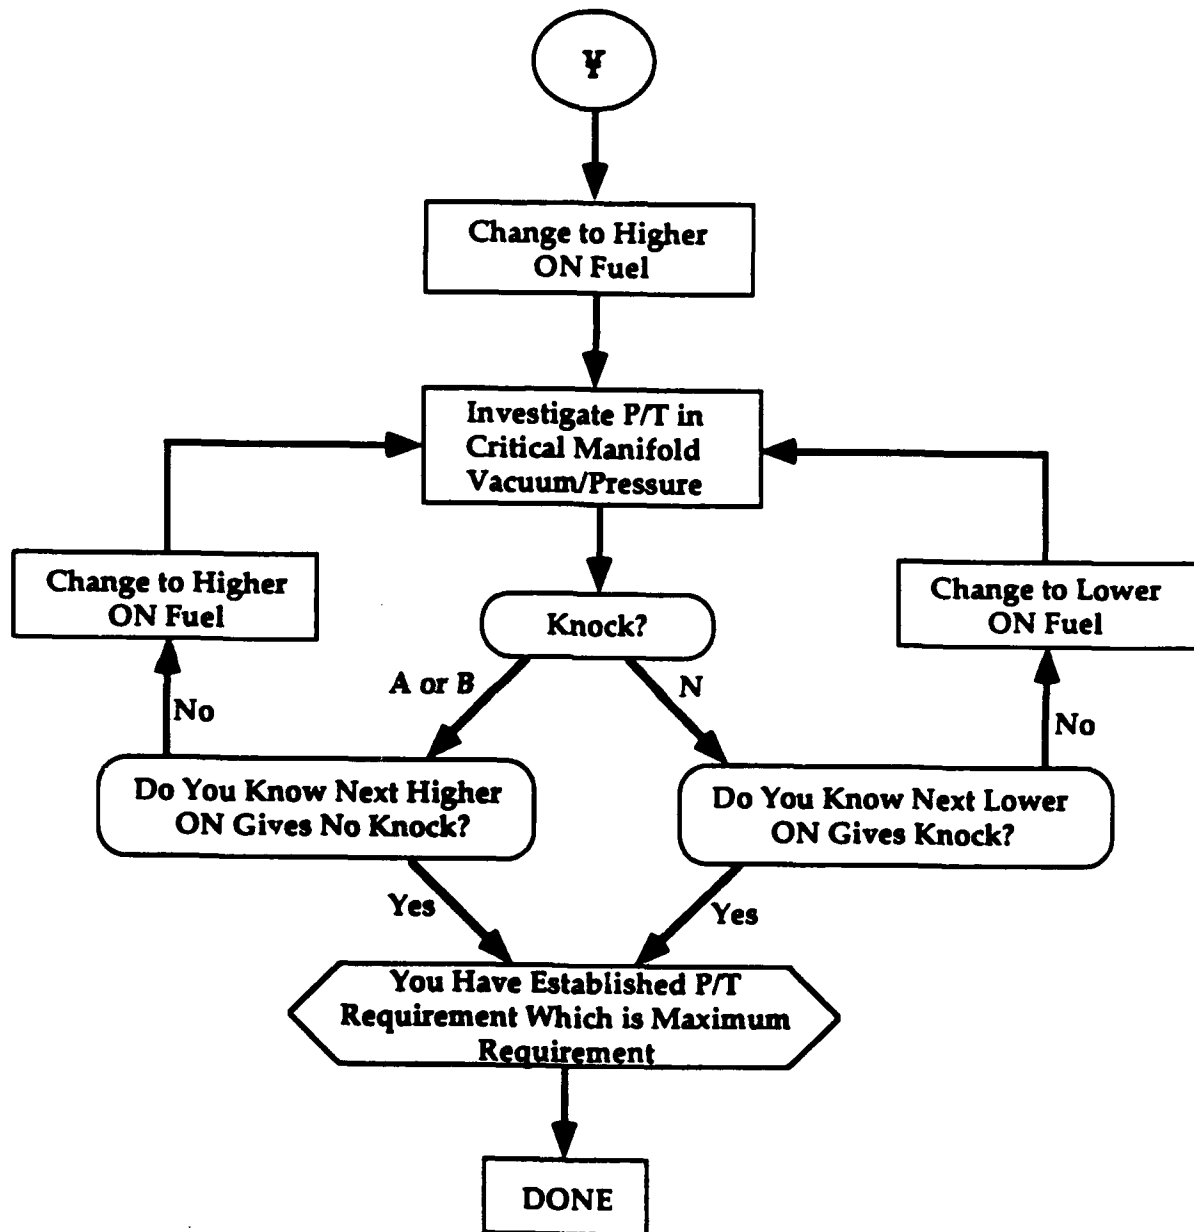 ¥
Change to Higher
ON Fuel
Investigate P/T in
Critical Manifold
Vacuum/Pressure
Change to Higher
ON Fuel
Knock?
Change to Lower
ON Fuel
A or B
N
No
No
Do You Know Next Higher
ON Gives No Knock?
Do You Know Next Lower
ON Gives Knock?
Yes
Yes
You Have Established P/T
Requirement Which is Maximum
Requirement
DONE